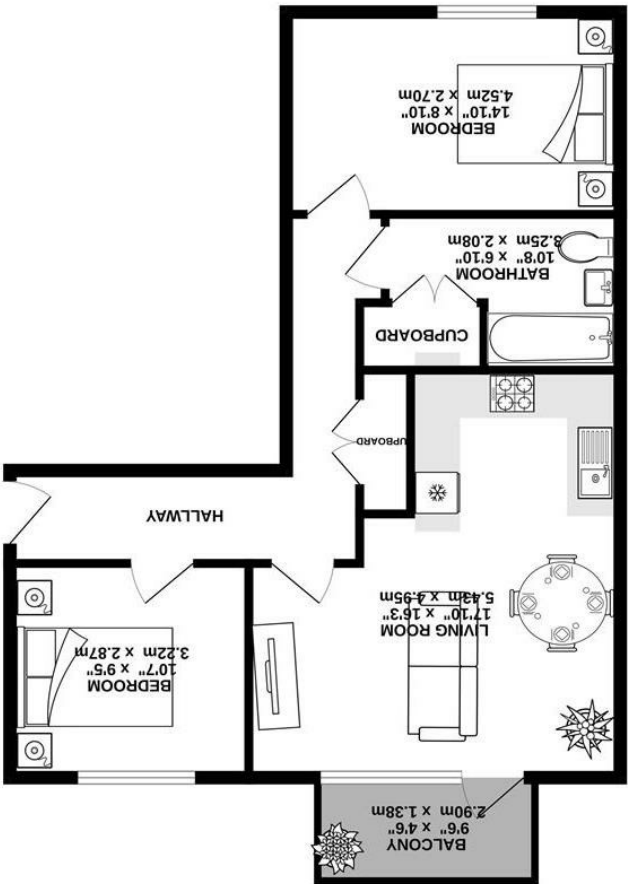 BALCONY
9'6" x 4'6"
2.90m x 1.38m
BEDROOM
10'7" x 9'5"
3.22m x 2.87m
LIVING ROOM
17'10" x 16'3"
5.43m x 4.95m
HALLWAY
UPBOARD
CUPBOARD
BATHROOM
10'8" x 6'10"
3.25m x 2.08m
BEDROOM
14'10" x 8'10"
4.52m x 2.70m